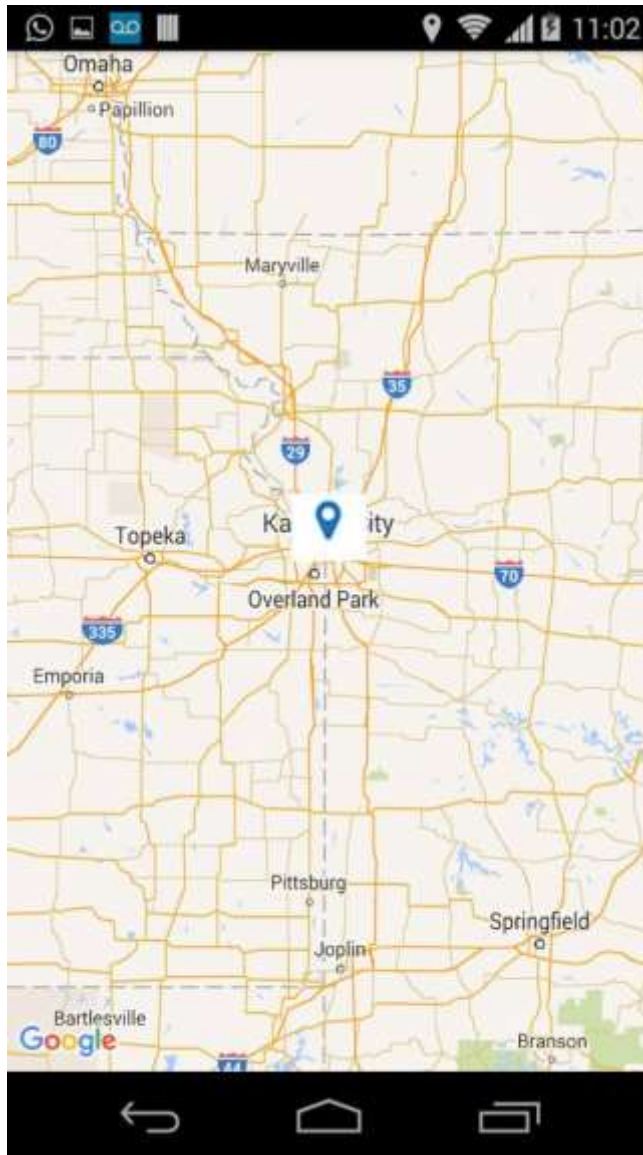 11:02
Omaha
Papillion
80
Maryville
35
29
Ka ity
Topeka
70
Overland Park
335
Emporia
Pittsburg
Springfield
Joplin
Bartlesville
Google
Branson
44